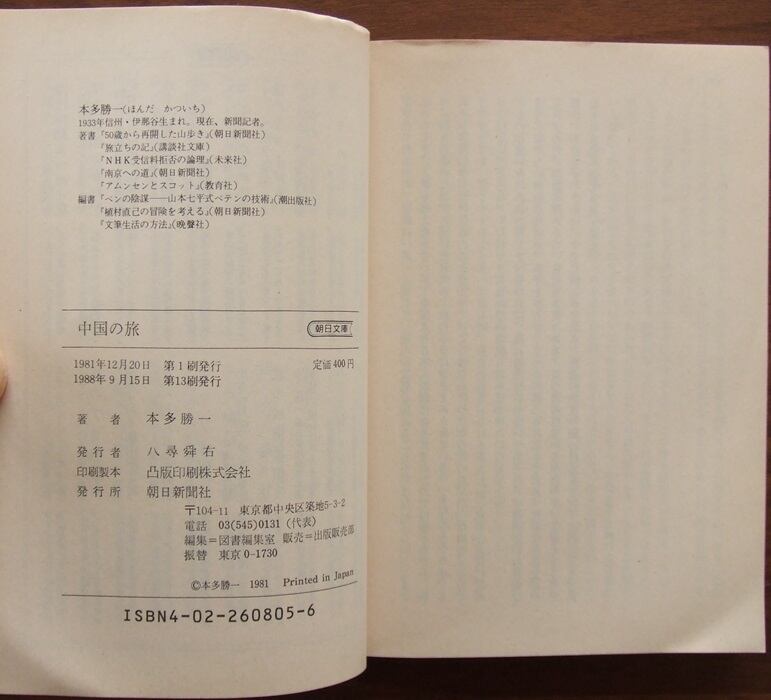 本多勝一(ほんだ　かついち)
1933年信州・伊那谷生まれ。現在、新聞記者。
著書『50歳から再開した山歩き』(朝日新聞社)
『旅立ちの記』(講談社文庫)
『NHK受信料拒否の論理』(未来社)
『南京への道』(朝日新聞社)
『アムンセンとスコット』(教育社)
編書『ペンの陰謀——山本七平式ペテンの技術』(潮出版社)
『植村直己の冒険を考える』(朝日新聞社)
『文筆生活の方法』(晩聲社)
中国の旅　朝日文庫
1981年12月20日　第1刷発行　定価400円
1988年9月15日　第13刷発行
著者　本多勝一
発行者　八尋舜右
印刷製本　凸版印刷株式会社
発行所　朝日新聞社
〒104-11　東京都中央区築地5-3-2
電話　03(545)0131(代表)
編集=図書編集室　販売=出版販売部
振替　東京0-1730
©本多勝一　1981　Printed in Japan
ISBN4-02-260805-6